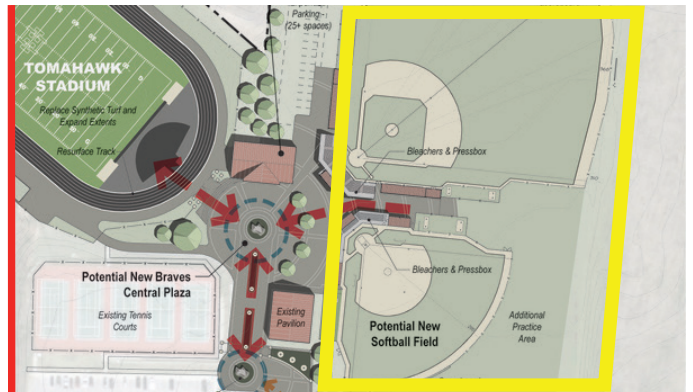 Parking -
(25+ spaces)
TOMAHAWK
STADIUM
Replace Synthetic Turf and
Expand Extents
Resurface Track
Bleachers & Pressbox
Potential New Braves
Central Plaza
Existing Tennis
Courts
Existing
Pavilion
Bleachers & Pressbox
Potential New
Softball Field
Additional
Practice
Area